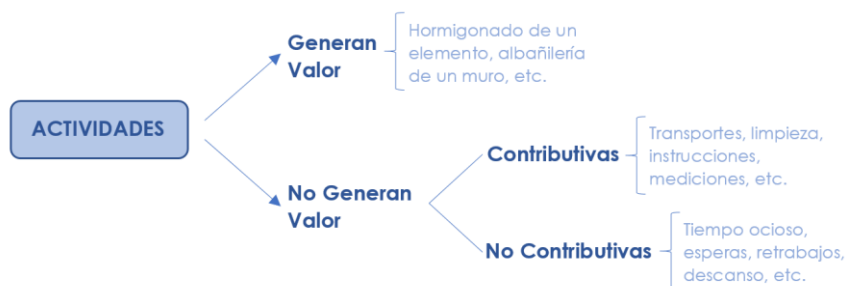 ACTIVIDADES
Generan
Valor
Hormigonado de un
elemento, albañilería
de un muro, etc.
No Generan
Valor
Contributivas
Transportes, limpieza,
instrucciones,
mediciones, etc.
No Contributivas
Tiempo ocioso,
esperas, retrabajos,
descanso, etc.